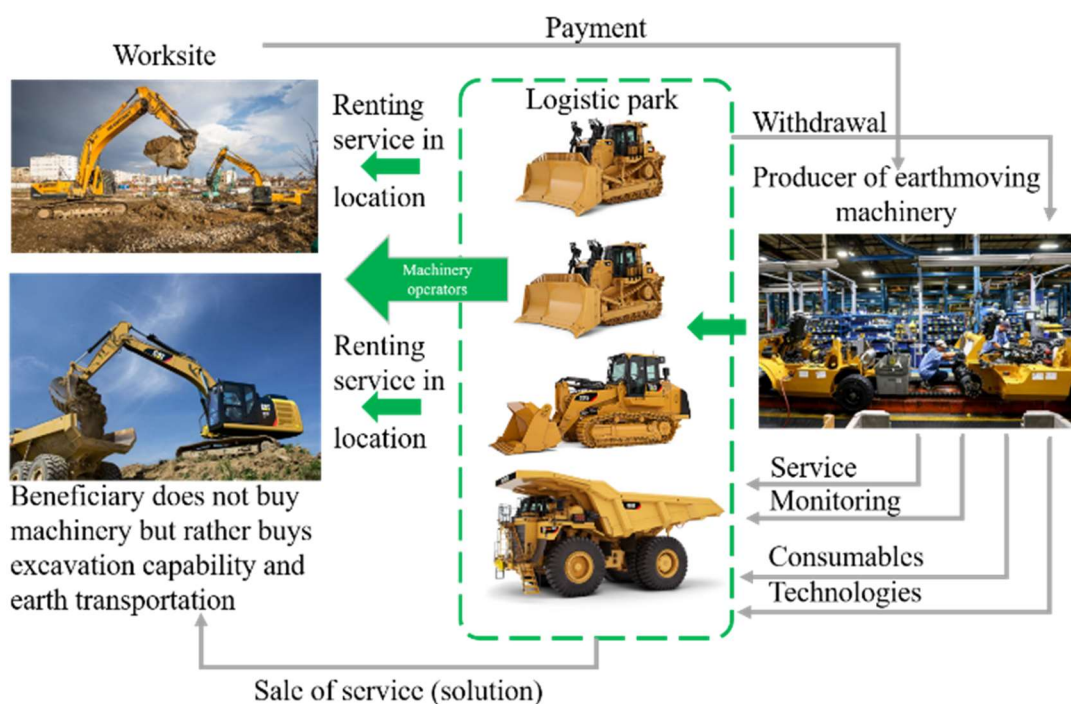 Payment
Worksite
Logistic park
Renting
service in
location
Withdrawal
Producer of earthmoving
machinery
Machinery
operators
Renting
service in
location
CAT
Service
Monitoring
Consumables
Technologies
Beneficiary does not buy
machinery but rather buys
excavation capability and
earth transportation
Sale of service (solution)